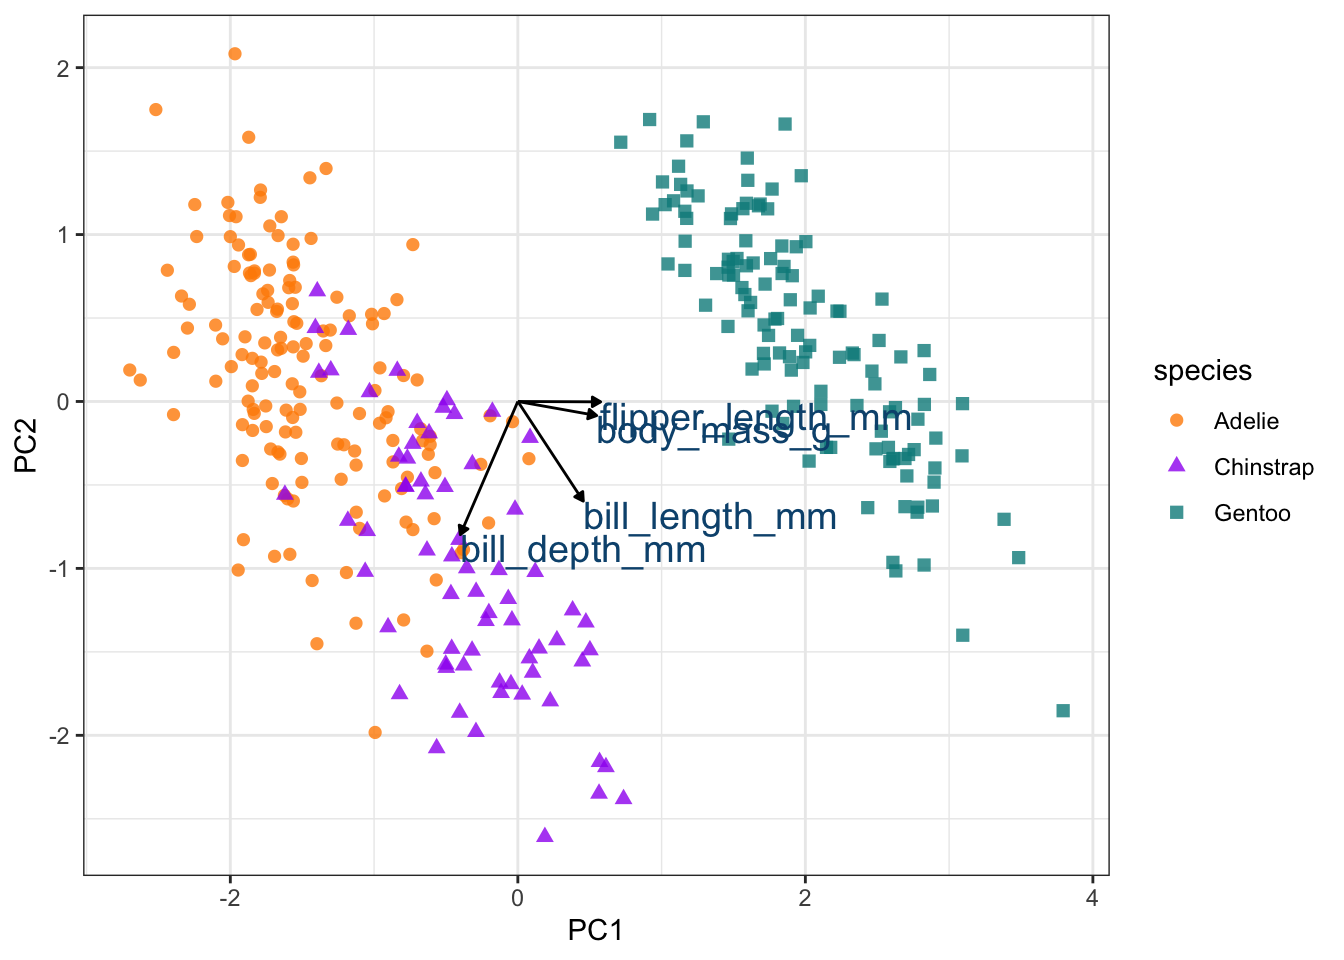 2
1
0
-1
-2
PC2
flipper_length_mm
body_mass_g
bill_length_mm
bill_depth_mm
-2
0
2
4
PC1
species
Adelie
Chinstrap
Gentoo